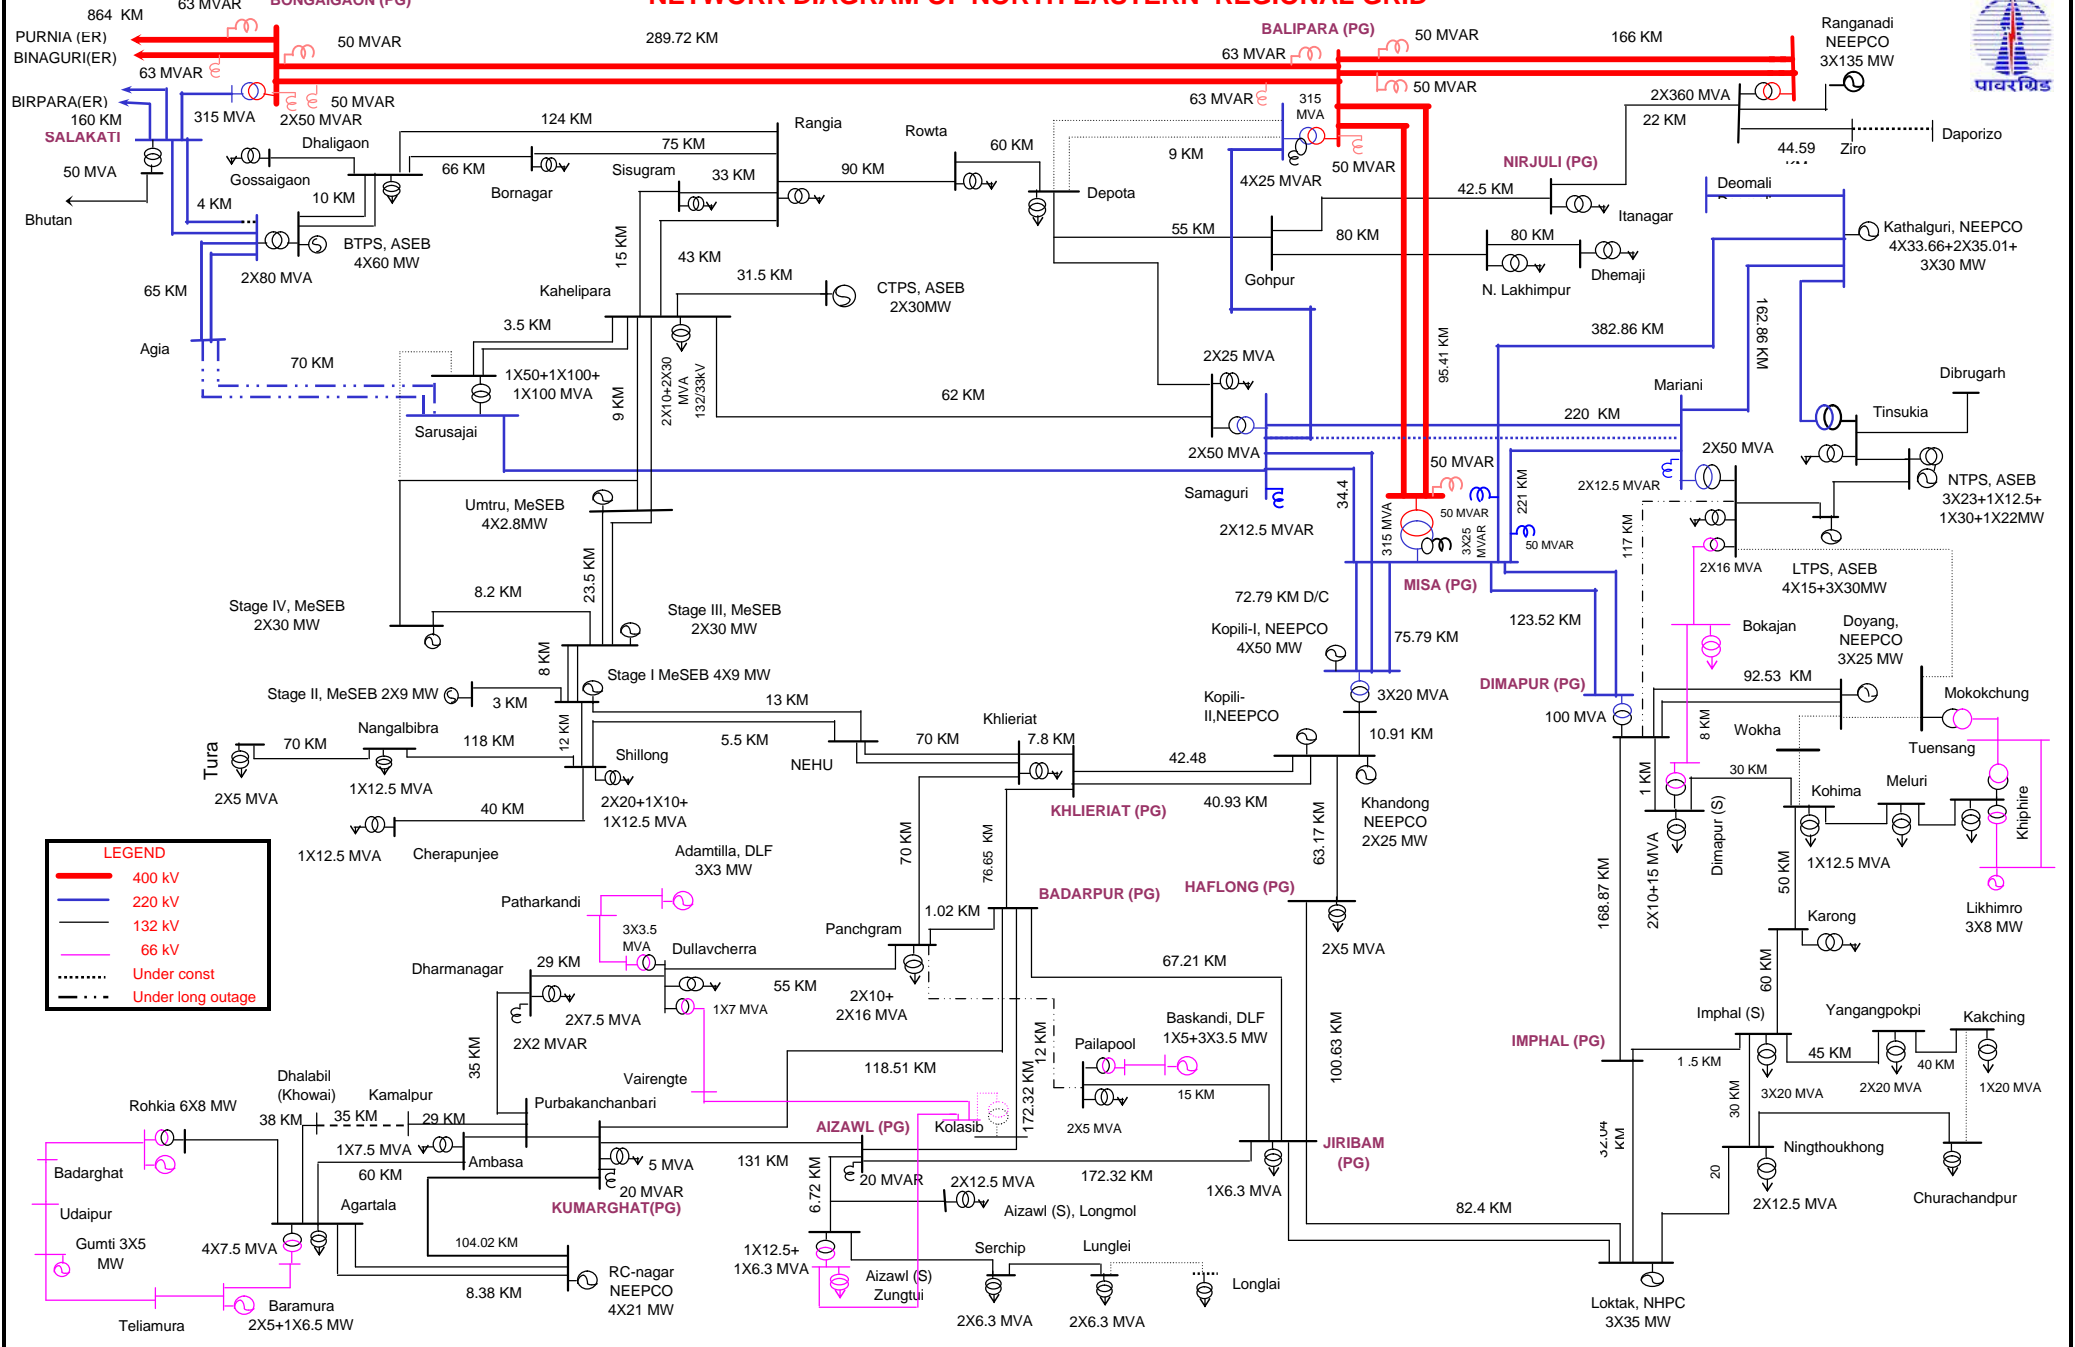 63 MVAR
BONGAIGAON (PG)
NETWORK DIAGRAM OF NORTH EASTERN REGIONAL GRID
864 KM
PURNIA (ER)
BINAGURI(ER)
50 MVAR
289.72 KM
BALIPARA (PG)
50 MVAR
166 KM
Ranganadi
NEEPCO
3X135 MW
पावरग्रिड
63 MVAR
63 MVAR
BIRPARA(ER)
160 KM
SALAKATI
315 MVA
50 MVAR
2X50 MVAR
63 MVAR
315
MVA
50 MVAR
2X360 MVA
22 KM
Daporizo
44.59
Ziro
Dhaligaon
124 KM
Rangia
Rowta
60 KM
9 KM
50 MVAR
NIRJULI (PG)
50 MVA
Gossaigaon
66 KM
75 KM
Bornagar
Sisugram
33 KM
90 KM
Depota
4X25 MVAR
42.5 KM
Itanagar
Deomali
Bhutan
4 KM
10 KM
BTPS, ASEB
4X60 MW
2X80 MVA
15 KM
43 KM
31.5 KM
55 KM
80 KM
80 KM
Gohpur
N. Lakhimpur
Dhemaji
Kathalguri, NEEPCO
4X33.66+2X35.01+
3X30 MW
65 KM
Kahelipara
CTPS, ASEB
2X30MW
Agia
3.5 KM
70 KM
1X50+1X100+
1X100 MVA
9 KM
2X10+2X30
MVA
132/33kV
62 KM
2X25 MVA
95.41 KM
382.86 KM
162.86 KM
Mariani
Dibrugarh
Tinsukia
Sarusajai
2X50 MVA
220 KM
2X50 MVA
Samaguri
2X12.5 MVAR
34.4
50 MVAR
50 MVAR
315 MVA
3X25
MVAR
221 KM
50 MVAR
2X12.5 MVAR
NTPS, ASEB
3X23+1X12.5+
1X30+1X22MW
117 KM
2X16 MVA
LTPS, ASEB
4X15+3X30MW
Umtru, MeSEB
4X2.8MW
23.5 KM
MISA (PG)
8.2 KM
Stage IV, MeSEB
2X30 MW
Stage III, MeSEB
2X30 MW
72.79 KM D/C
Kopili-I, NEEPCO
4X50 MW
75.79 KM
123.52 KM
Bokajan
Doyang,
NEEPCO
3X25 MW
8 KM
Stage I MeSEB 4X9 MW
Stage II, MeSEB 2X9 MW
3 KM
13 KM
Kopili-
II,NEEPCO
3X20 MVA
DIMAPUR (PG)
100 MVA
92.53 KM
Mokokchung
Nangalbibra
Tura
70 KM
118 KM
12 KM
Shillong
5.5 KM
NEHU
Khlieriat
70 KM
7.8 KM
42.48
10.91 KM
8 KM
Wokha
Tuensang
2X5 MVA
1X12.5 MVA
40 KM
2X20+1X10+
1X12.5 MVA
KHLIERIAT (PG)
40.93 KM
Khandong
NEEPCO
2X25 MW
1 KM
30 KM
Kohima
Meluri
Khiphire
1X12.5 MVA
Cherapunjee
Adamtilla, DLF
3X3 MW
70 KM
76.65 KM
63.17 KM
2X10+15 MVA
Dimapur (S)
1X12.5 MVA
LEGEND
400 kV
220 kV
132 kV
66 kV
Under const
Under long outage
Patharkandi
3X3.5
MVA
Dullavcherra
Panchgram
1.02 KM
BADARPUR (PG)
HAFLONG (PG)
2X5 MVA
168.87 KM
50 KM
Karong
Likhimro
3X8 MW
Dharmanagar
29 KM
55 KM
67.21 KM
60 KM
2X7.5 MVA
2X2 MVAR
1X7 MVA
2X10+
2X16 MVA
12 KM
Baskandi, DLF
1X5+3X3.5 MW
Pailapool
100.63 KM
IMPHAL (PG)
Imphal (S)
Yangangpokpi
Kakching
35 KM
Vairengte
118.51 KM
172.32 KM
15 KM
2X5 MVA
1 .5 KM
45 KM
40 KM
3X20 MVA
2X20 MVA
1X20 MVA
30 KM
Dhalabil
(Khowai)
Kamalpur
Rohkia 6X8 MW
38 KM
35 KM
29 KM
Purbakanchanbari
AIZAWL (PG)
Kolasib
JIRIBAM
(PG)
KM
Ningthoukhong
Badarghat
1X7.5 MVA
Ambasa
60 KM
5 MVA
131 KM
20 MVAR
172.32 KM
1X6.3 MVA
20
2X12.5 MVA
Churachandpur
Udaipur
Agartala
20 MVAR
KUMARGHAT(PG)
6.72 KM
2X12.5 MVA
Aizawl (S), Longmol
82.4 KM
Gumti 3X5
MW
4X7.5 MVA
104.02 KM
8.38 KM
RC-nagar
NEEPCO
4X21 MW
1X12.5+
1X6.3 MVA
Aizawl (S)
Zungtui
Serchip
Lunglei
Longlai
Baramura
2X5+1X6.5 MW
Teliamura
2X6.3 MVA
2X6.3 MVA
Loktak, NHPC
3X35 MW